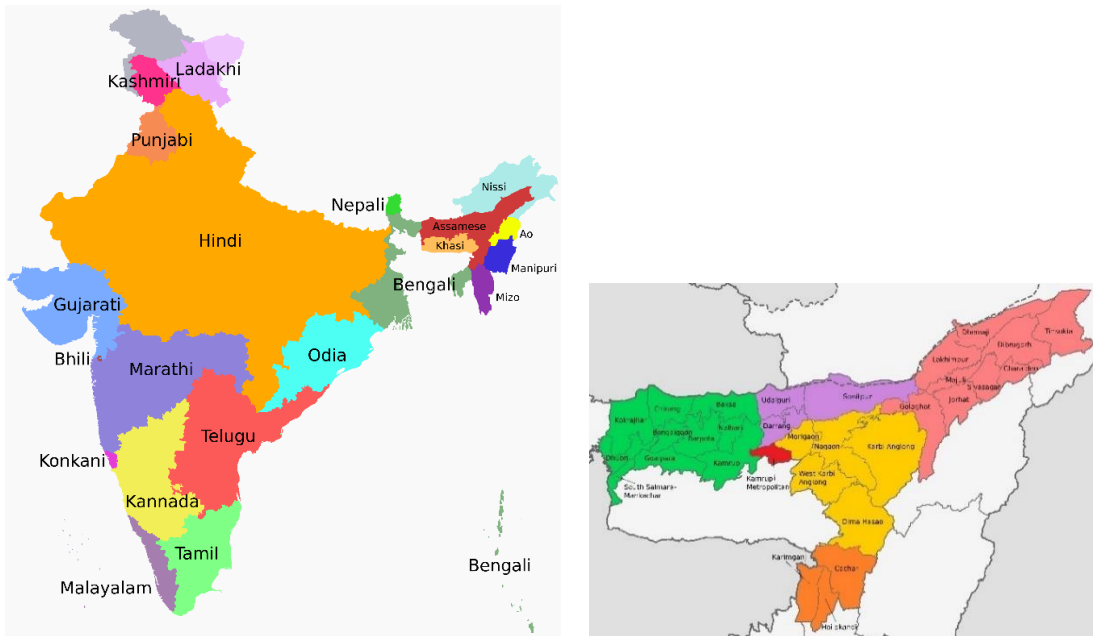 Ladakhi
Kashmiri
Punjabi
Nissi
Nepali
Assamese
Ao
Hindi
Khasi
Manipuri
Bengali
Mizo
Gujarati
Bhili
Odia
Marathi
Telugu
Konkani
Kannada
Tamil
Bengali
Malayalam
Dhemaji
Tinsukia
Dibrugarh
Lakhimpur
Sivasagar
Jorhat
Golaghat
Sonitpur
Udalguri
Darrang
Kokrajhar
Chirang
Baksa
Nalbari
Bongaigaon
Barpeta
Dhubri
Goalpara
Kamrup
Morigaon
Nagaon
Karbi Anglong
Kamrup
Metropolitan
West Karbi
Anglong
South Salmara-
Mankachar
Dima Hasao
Karimganj
Cachar